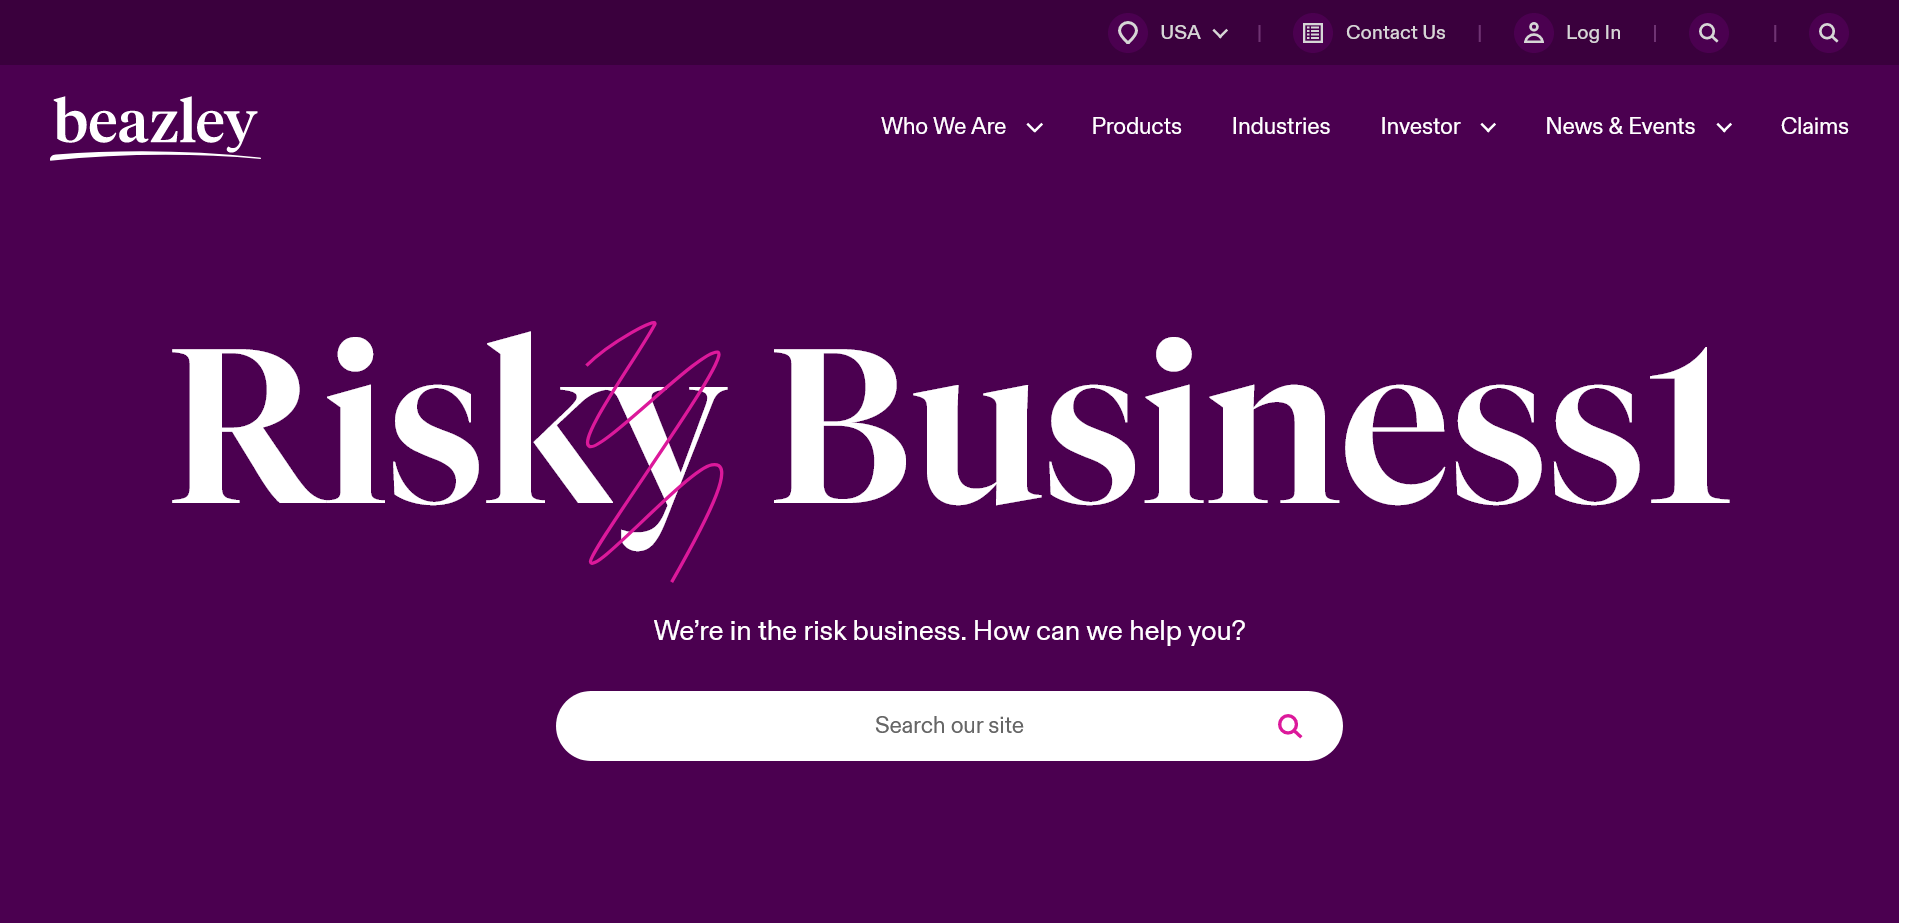 USA | Contact Us | Log In | |
beazley
Who We Are Products Industries Investor News & Events Claims
Risky Business1
We’re in the risk business. How can we help you?
Search our site